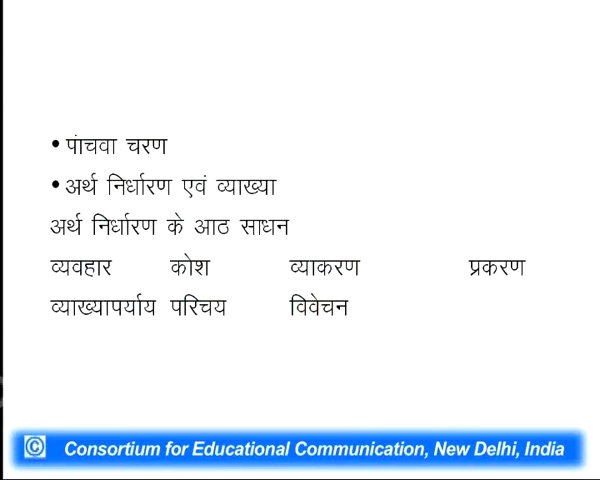 • पांचवा चरण
• अर्थ निर्धारण एवं व्याख्या
अर्थ निर्धारण के आठ साधन
व्यवहार कोश व्याकरण प्रकरण
व्याख्यापर्याय परिचय विवेचन
© Consortium for Educational Communication, New Delhi, India